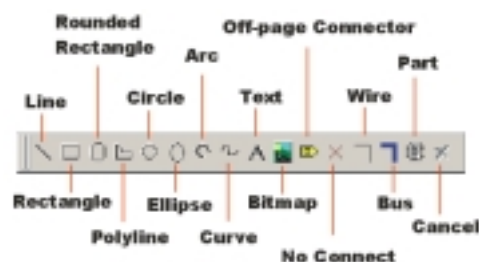 Rounded
Rectangle
Off-page Connector
Arc
Part
Line
Circle
Text
Wire
Rectangle
Ellipse
Bitmap
Bus
Polyline
Curve
Cancel
No Connect